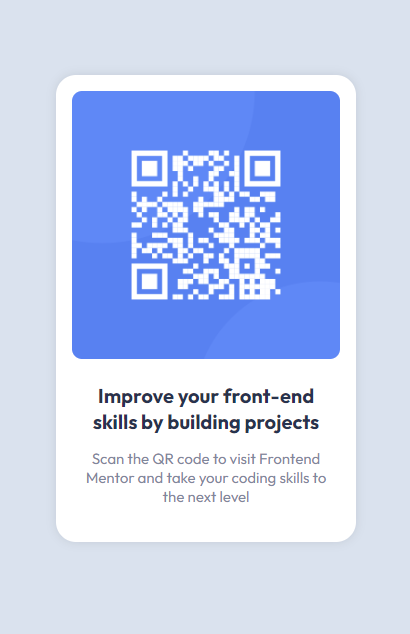 Improve your front-end
skills by building projects
Scan the QR code to visit Frontend
Mentor and take your coding skills to
the next level